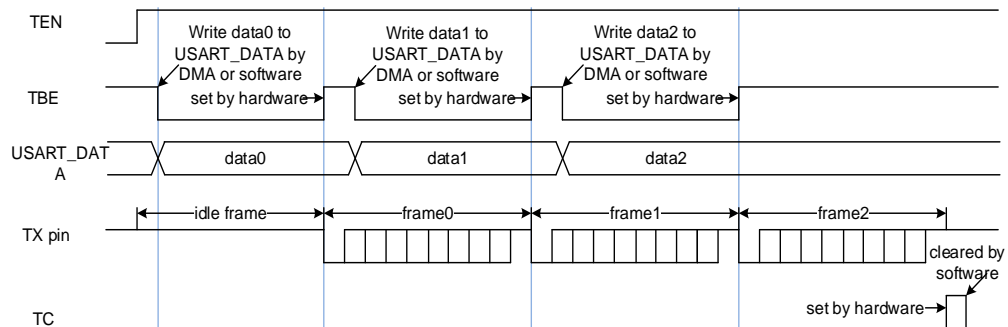 TEN
Write data0 to
USART_DATA by
DMA or software
Write data1 to
USART_DATA by
DMA or software
Write data2 to
USART_DATA by
DMA or software
TBE
set by hardware
set by hardware
set by hardware
USART_DAT
A
data0
data1
data2
idle frame
frame0
frame1
frame2
TX pin
cleared by
software
set by hardware
TC